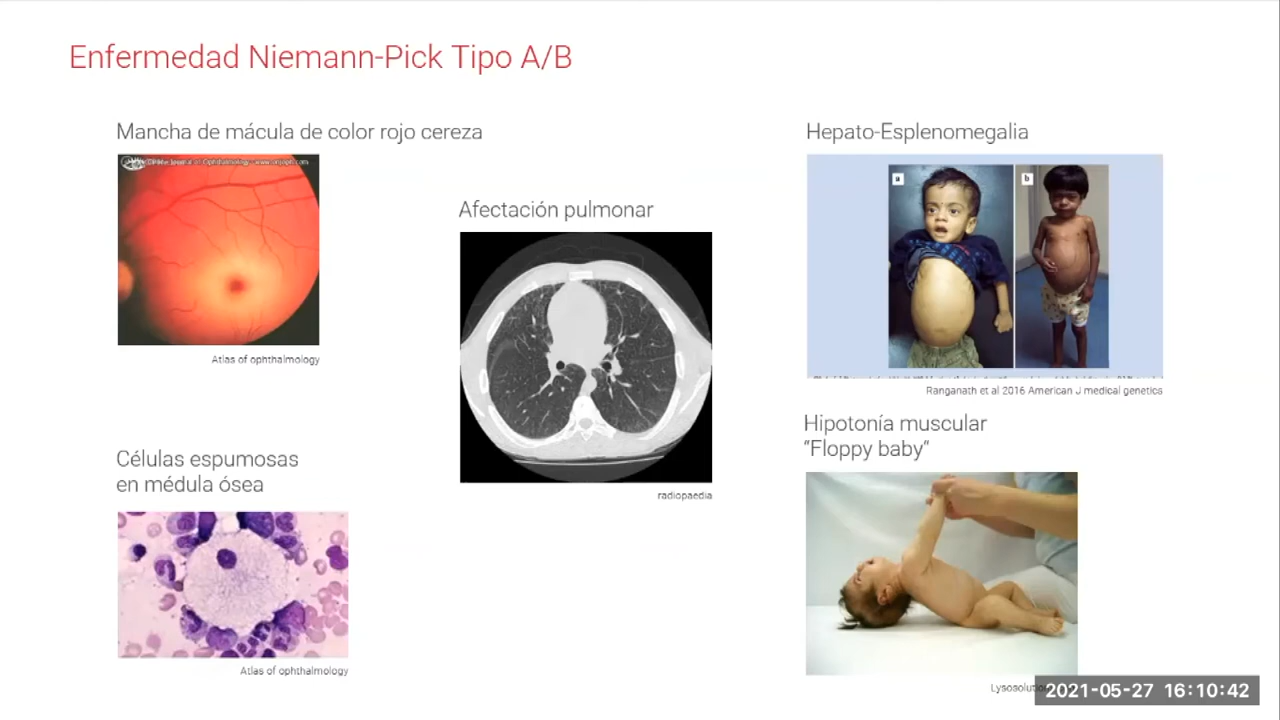 Enfermedad Niemann-Pick Tipo A/B
Mancha de mácula de color rojo cereza
Atlas of ophthalmology
Afectación pulmonar
radiopaedia
Hepato-Esplenomegalia
a
b
Ranganath et al 2016 American J medical genetics
Células espumosas
en médula ósea
Atlas of ophthalmology
Hipotonía muscular
“Floppy baby“
2021-05-27 16:10:42